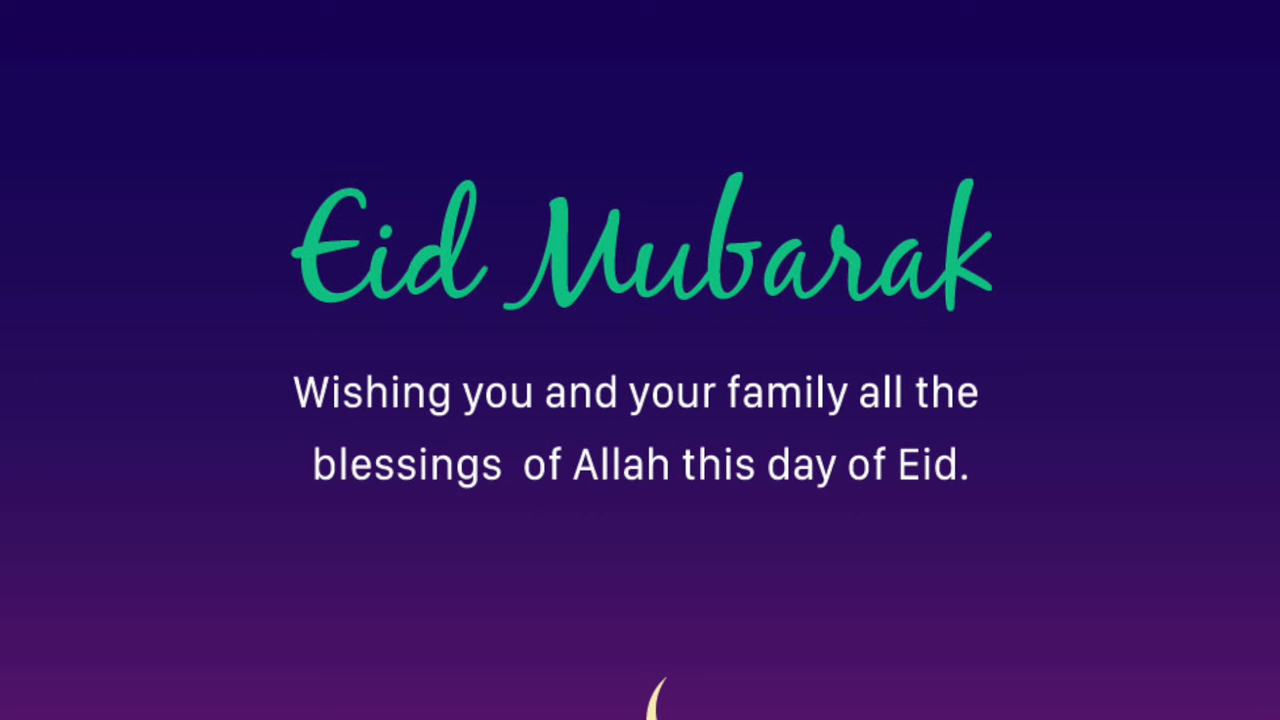 Eid Mubarak
Wishing you and your family all the
blessings  of Allah this day of Eid.